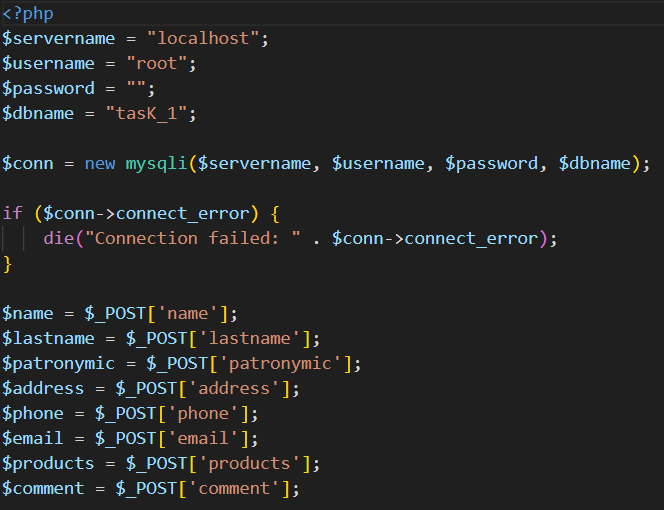 <?php
$servername = "localhost";
$username = "root";
$password = "";
$dbname = "tasK_1";

$conn = new mysqli($servername, $username, $password, $dbname);

if ($conn->connect_error) {
    die("Connection failed: " . $conn->connect_error);
}

$name = $_POST['name'];
$lastname = $_POST['lastname'];
$patronymic = $_POST['patronymic'];
$address = $_POST['address'];
$phone = $_POST['phone'];
$email = $_POST['email'];
$products = $_POST['products'];
$comment = $_POST['comment'];